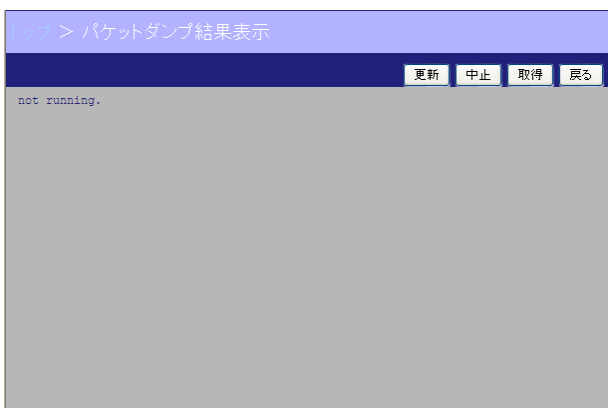 トップ > パケットダンプ結果表示
更新 中止 取得 戻る
not running.